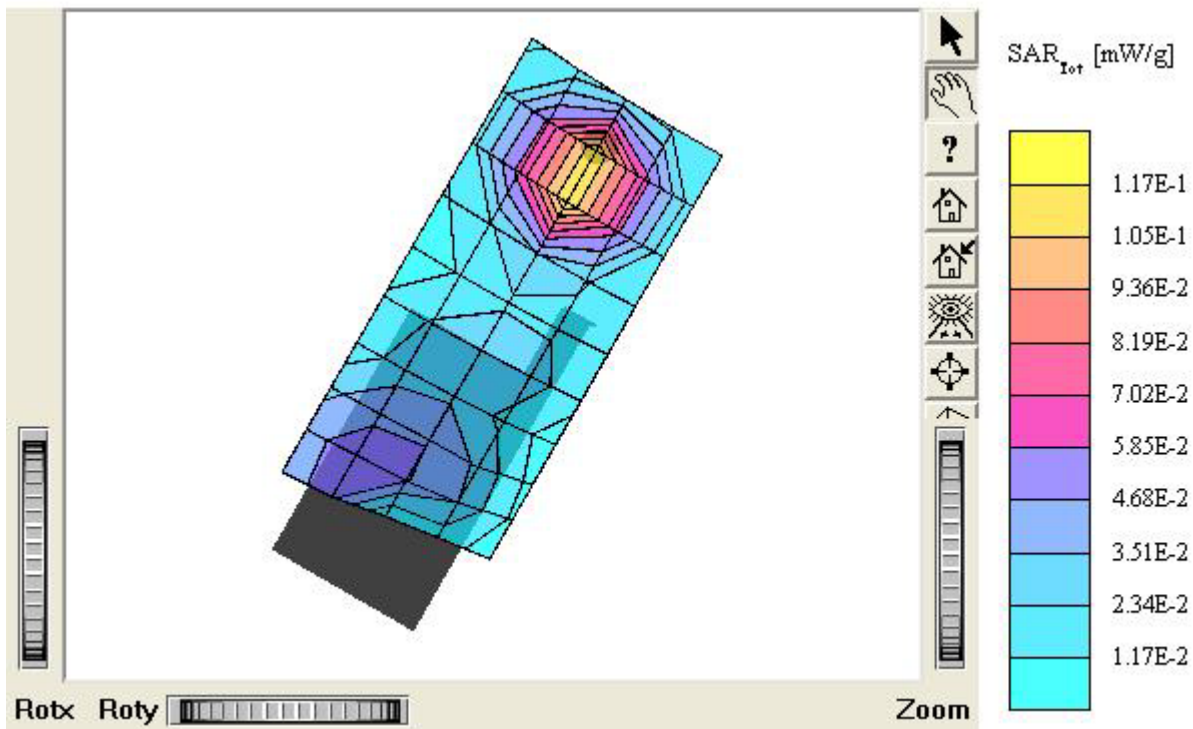 SAR_Tot [mW/g]
?
1.17E-1
1.05E-1
9.36E-2
8.19E-2
7.02E-2
5.85E-2
4.68E-2
3.51E-2
2.34E-2
1.17E-2
Rotx Roty Zoom